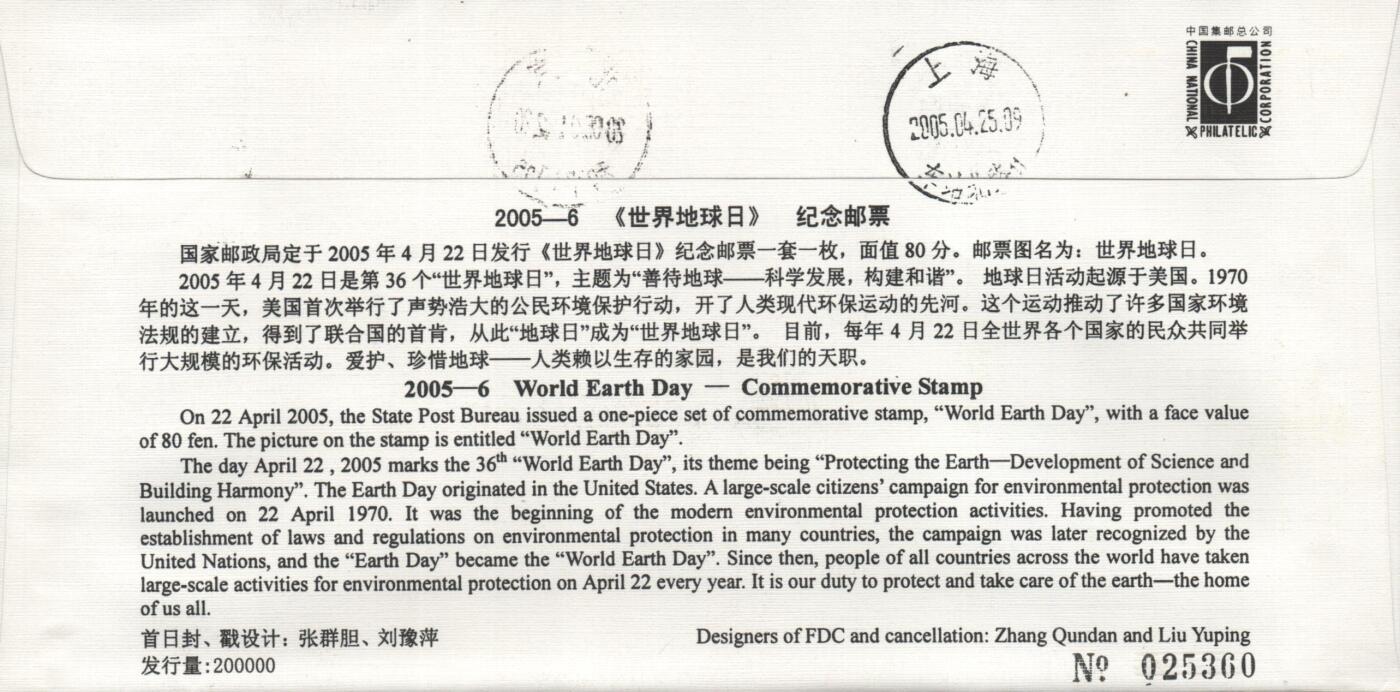 中国集邮总公司
CHINA NATIONAL
PHILATELIC
CORPORATION
上海
2005.04.25.09
2005—6 《世界地球日》 纪念邮票
国家邮政局定于 2005 年 4 月 22 日发行《世界地球日》纪念邮票一套一枚，面值 80 分。邮票图名为：世界地球日。
2005 年 4 月 22 日是第 36 个“世界地球日”，主题为“善待地球——科学发展，构建和谐”。 地球日活动起源于美国。1970
年的这一天，美国首次举行了声势浩大的公民环境保护行动，开了人类现代环保运动的先河。这个运动推动了许多国家环境
法规的建立，得到了联合国的首肯，从此“地球日”成为“世界地球日”。 目前，每年 4 月 22 日全世界各个国家的民众共同举
行大规模的环保活动。爱护、珍惜地球——人类赖以生存的家园，是我们的天职。
2005—6 World Earth Day — Commemorative Stamp
On 22 April 2005, the State Post Bureau issued a one-piece set of commemorative stamp, “World Earth Day”, with a face value
of 80 fen. The picture on the stamp is entitled “World Earth Day”.
The day April 22 , 2005 marks the 36th “World Earth Day”, its theme being “Protecting the Earth—Development of Science and
Building Harmony”. The Earth Day originated in the United States. A large-scale citizens’ campaign for environmental protection was
launched on 22 April 1970. It was the beginning of the modern environmental protection activities. Having promoted the
establishment of laws and regulations on environmental protection in many countries, the campaign was later recognized by the
United Nations, and the “Earth Day” became the “World Earth Day”. Since then, people of all countries across the world have taken
large-scale activities for environmental protection on April 22 every year. It is our duty to protect and take care of the earth—the home
of us all.
首日封、戳设计：张群胆、刘豫萍
Designers of FDC and cancellation: Zhang Qundan and Liu Yuping
发行量:200000
Nº 025360